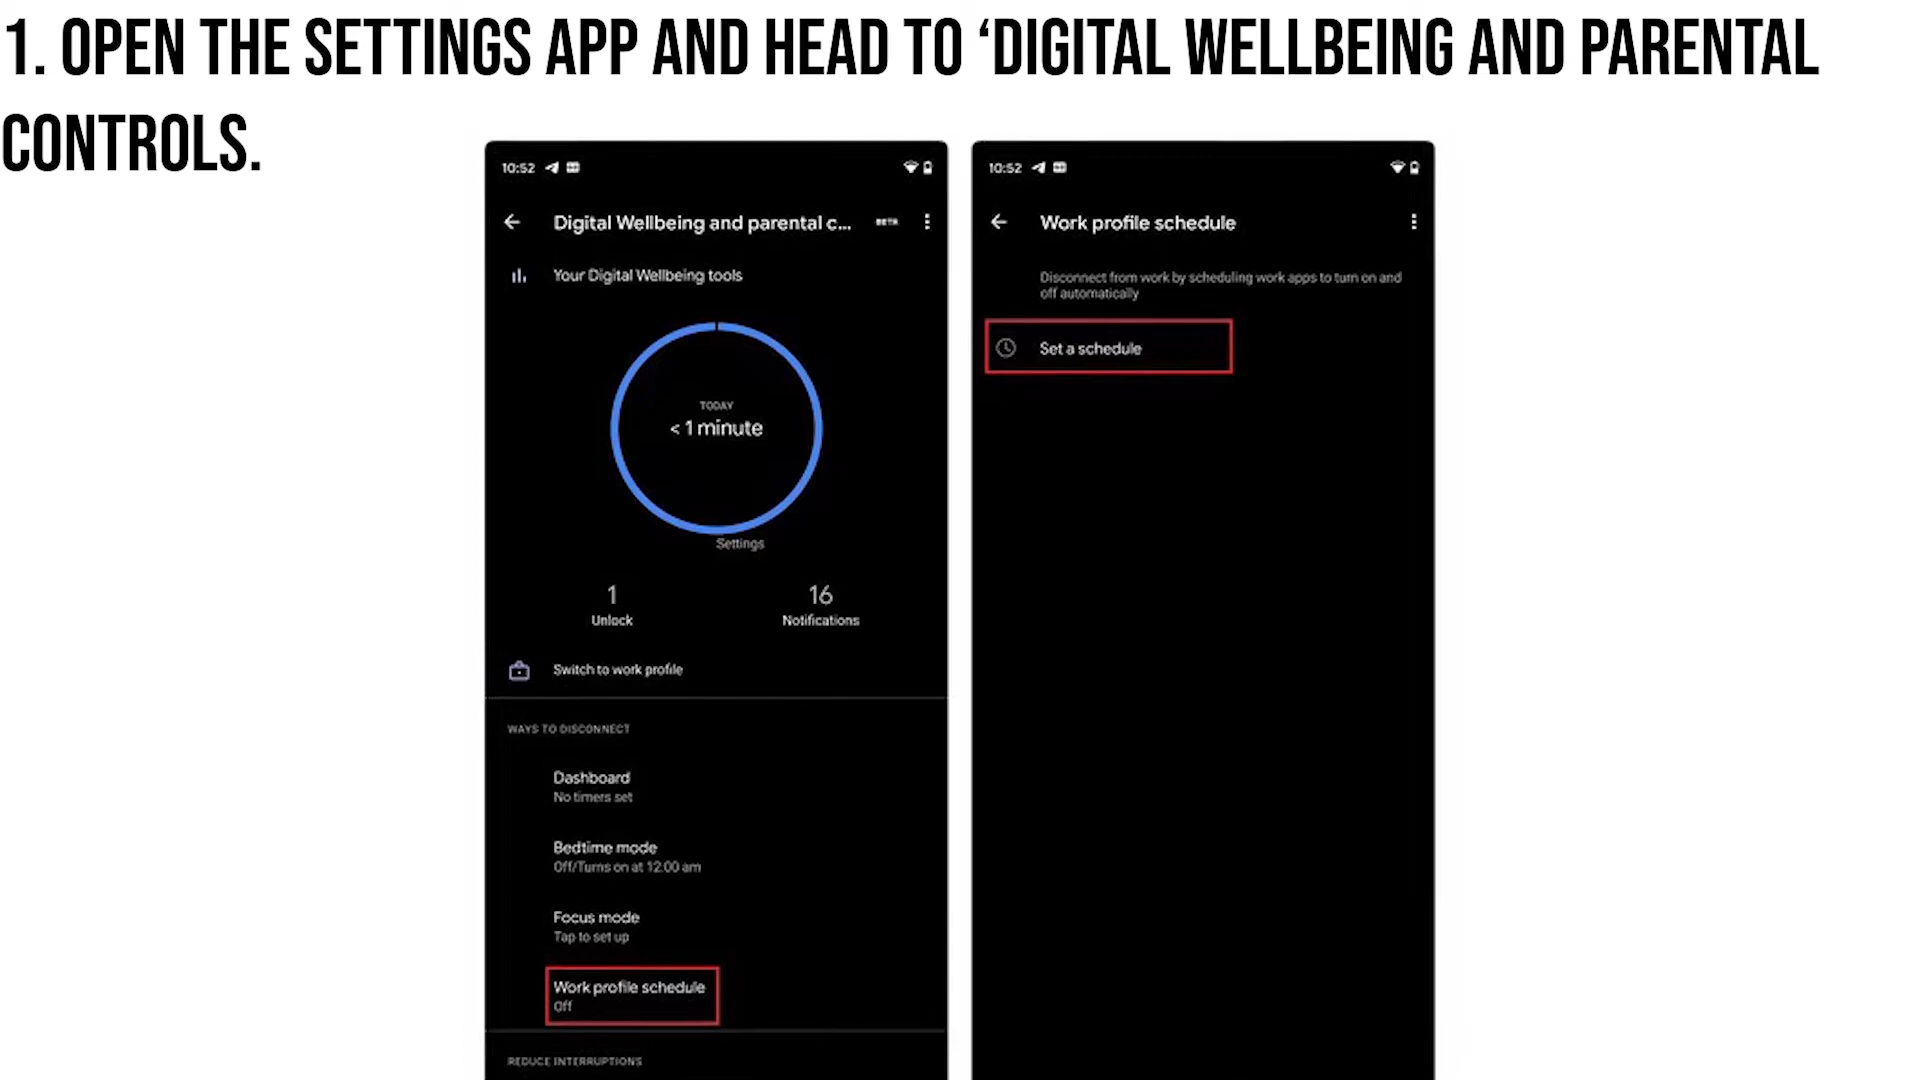 1. OPEN THE SETTINGS APP AND HEAD TO ‘DIGITAL WELLBEING AND PARENTAL
CONTROLS.
10:52
Digital Wellbeing and parental c... BETA
Your Digital Wellbeing tools
TODAY
< 1 minute
Settings
1
Unlock
16
Notifications
Switch to work profile
WAYS TO DISCONNECT
Dashboard
No timers set
Bedtime mode
Off/Turns on at 12:00 am
Focus mode
Tap to set up
Work profile schedule
Off
REDUCE INTERRUPTIONS
10:52
Work profile schedule
Disconnect from work by scheduling work apps to turn on and
off automatically
Set a schedule